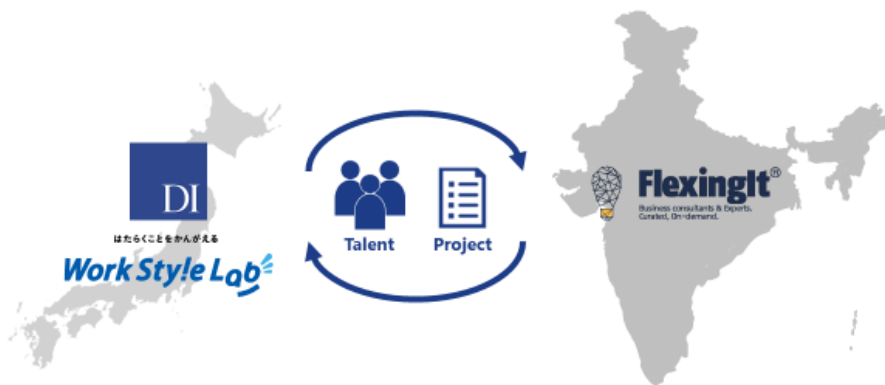 DI
はたらくことをかんがえる
Work Sty!e Lab
Talent
Project
FlexingIt®
Business consultants & Experts.
Curated, On-demand.